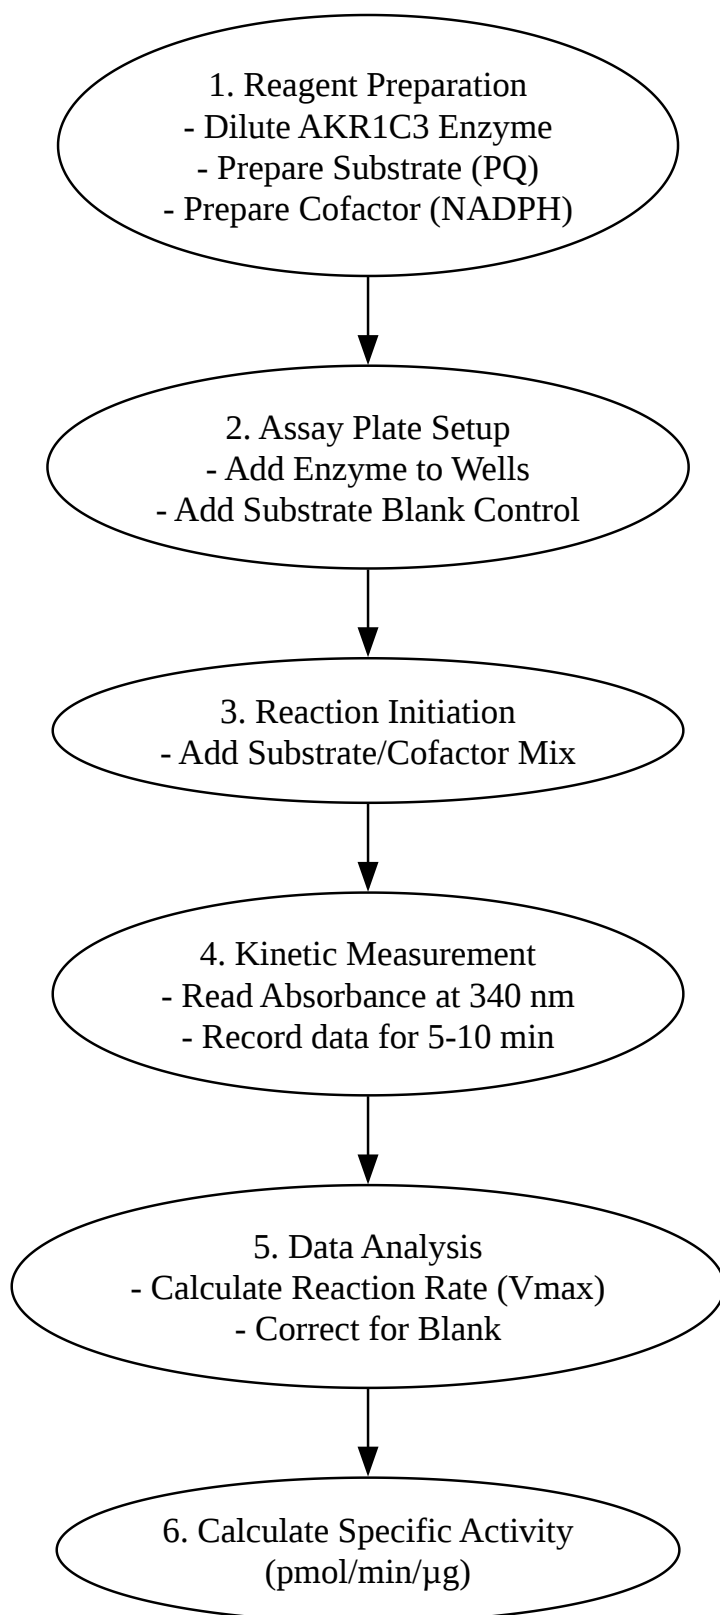 1. Reagent Preparation
- Dilute AKR1C3 Enzyme
- Prepare Substrate (PQ)
- Prepare Cofactor (NADPH)
2. Assay Plate Setup
- Add Enzyme to Wells
- Add Substrate Blank Control
3. Reaction Initiation
- Add Substrate/Cofactor Mix
4. Kinetic Measurement
- Read Absorbance at 340 nm
- Record data for 5-10 min
5. Data Analysis
- Calculate Reaction Rate (Vmax)
- Correct for Blank
6. Calculate Specific Activity
(pmol/min/µg)